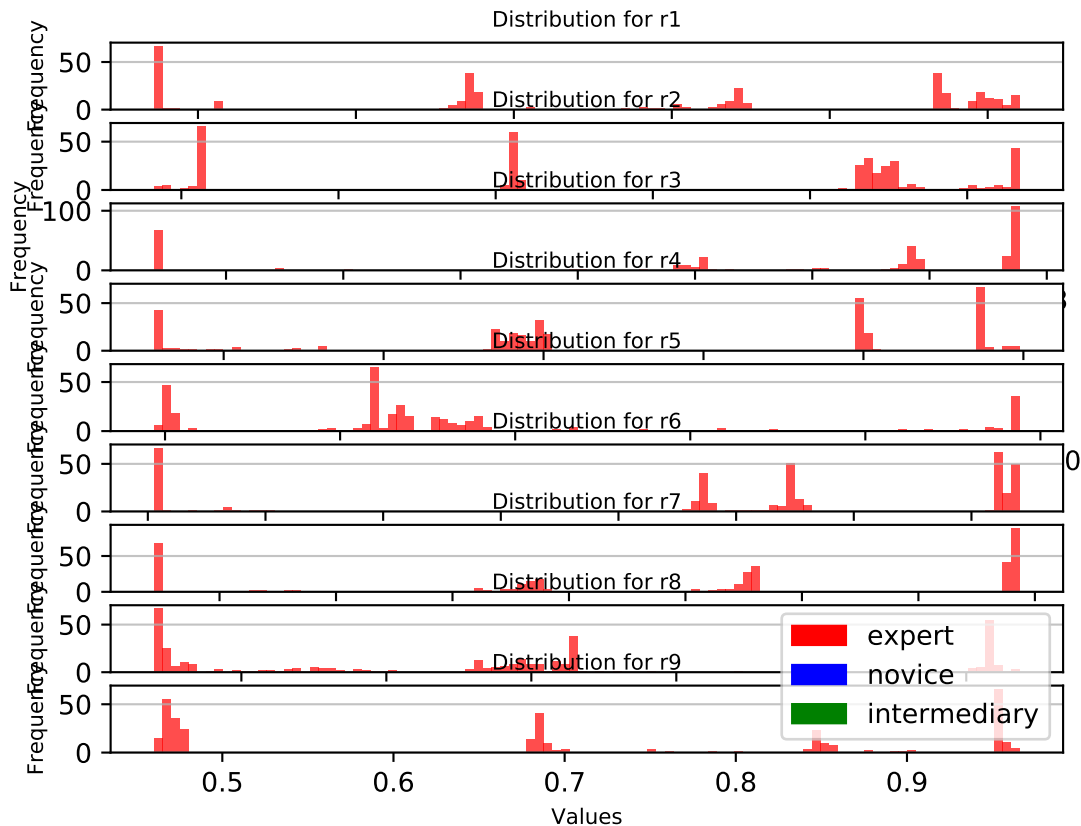 Distribution for r1
Frequency
50
0
Distribution for r2
Frequency
50
0
Distribution for r3
Frequency
100
0
Distribution for r4
Frequency
50
0
Distribution for r5
Frequency
50
0
Distribution for r6
Frequency
50
0
0
Distribution for r7
Frequency
50
0
Distribution for r8
Frequency
50
0
Distribution for r9
Frequency
50
0
expert
novice
intermediary
0.5 0.6 0.7 0.8 0.9
Values